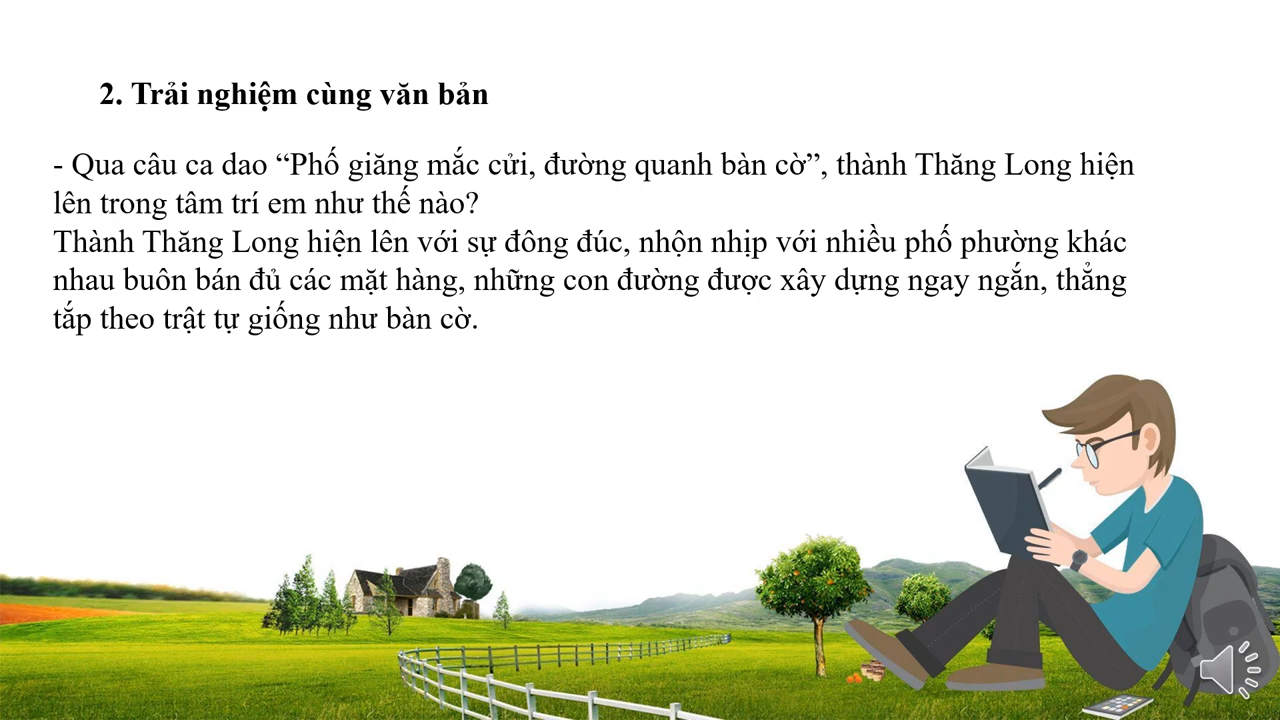 2. Trải nghiệm cùng văn bản
- Qua câu ca dao “Phố giăng mắc cửi, đường quanh bàn cờ”, thành Thăng Long hiện
lên trong tâm trí em như thế nào?
Thành Thăng Long hiện lên với sự đông đúc, nhộn nhịp với nhiều phố phường khác
nhau buôn bán đủ các mặt hàng, những con đường được xây dựng ngay ngắn, thẳng
tắp theo trật tự giống như bàn cờ.